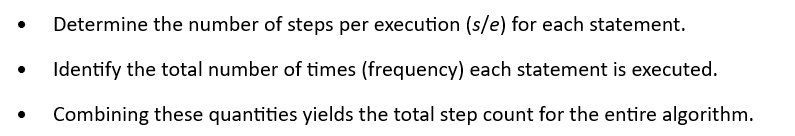 • Determine the number of steps per execution (s/e) for each statement.
• Identify the total number of times (frequency) each statement is executed.
• Combining these quantities yields the total step count for the entire algorithm.